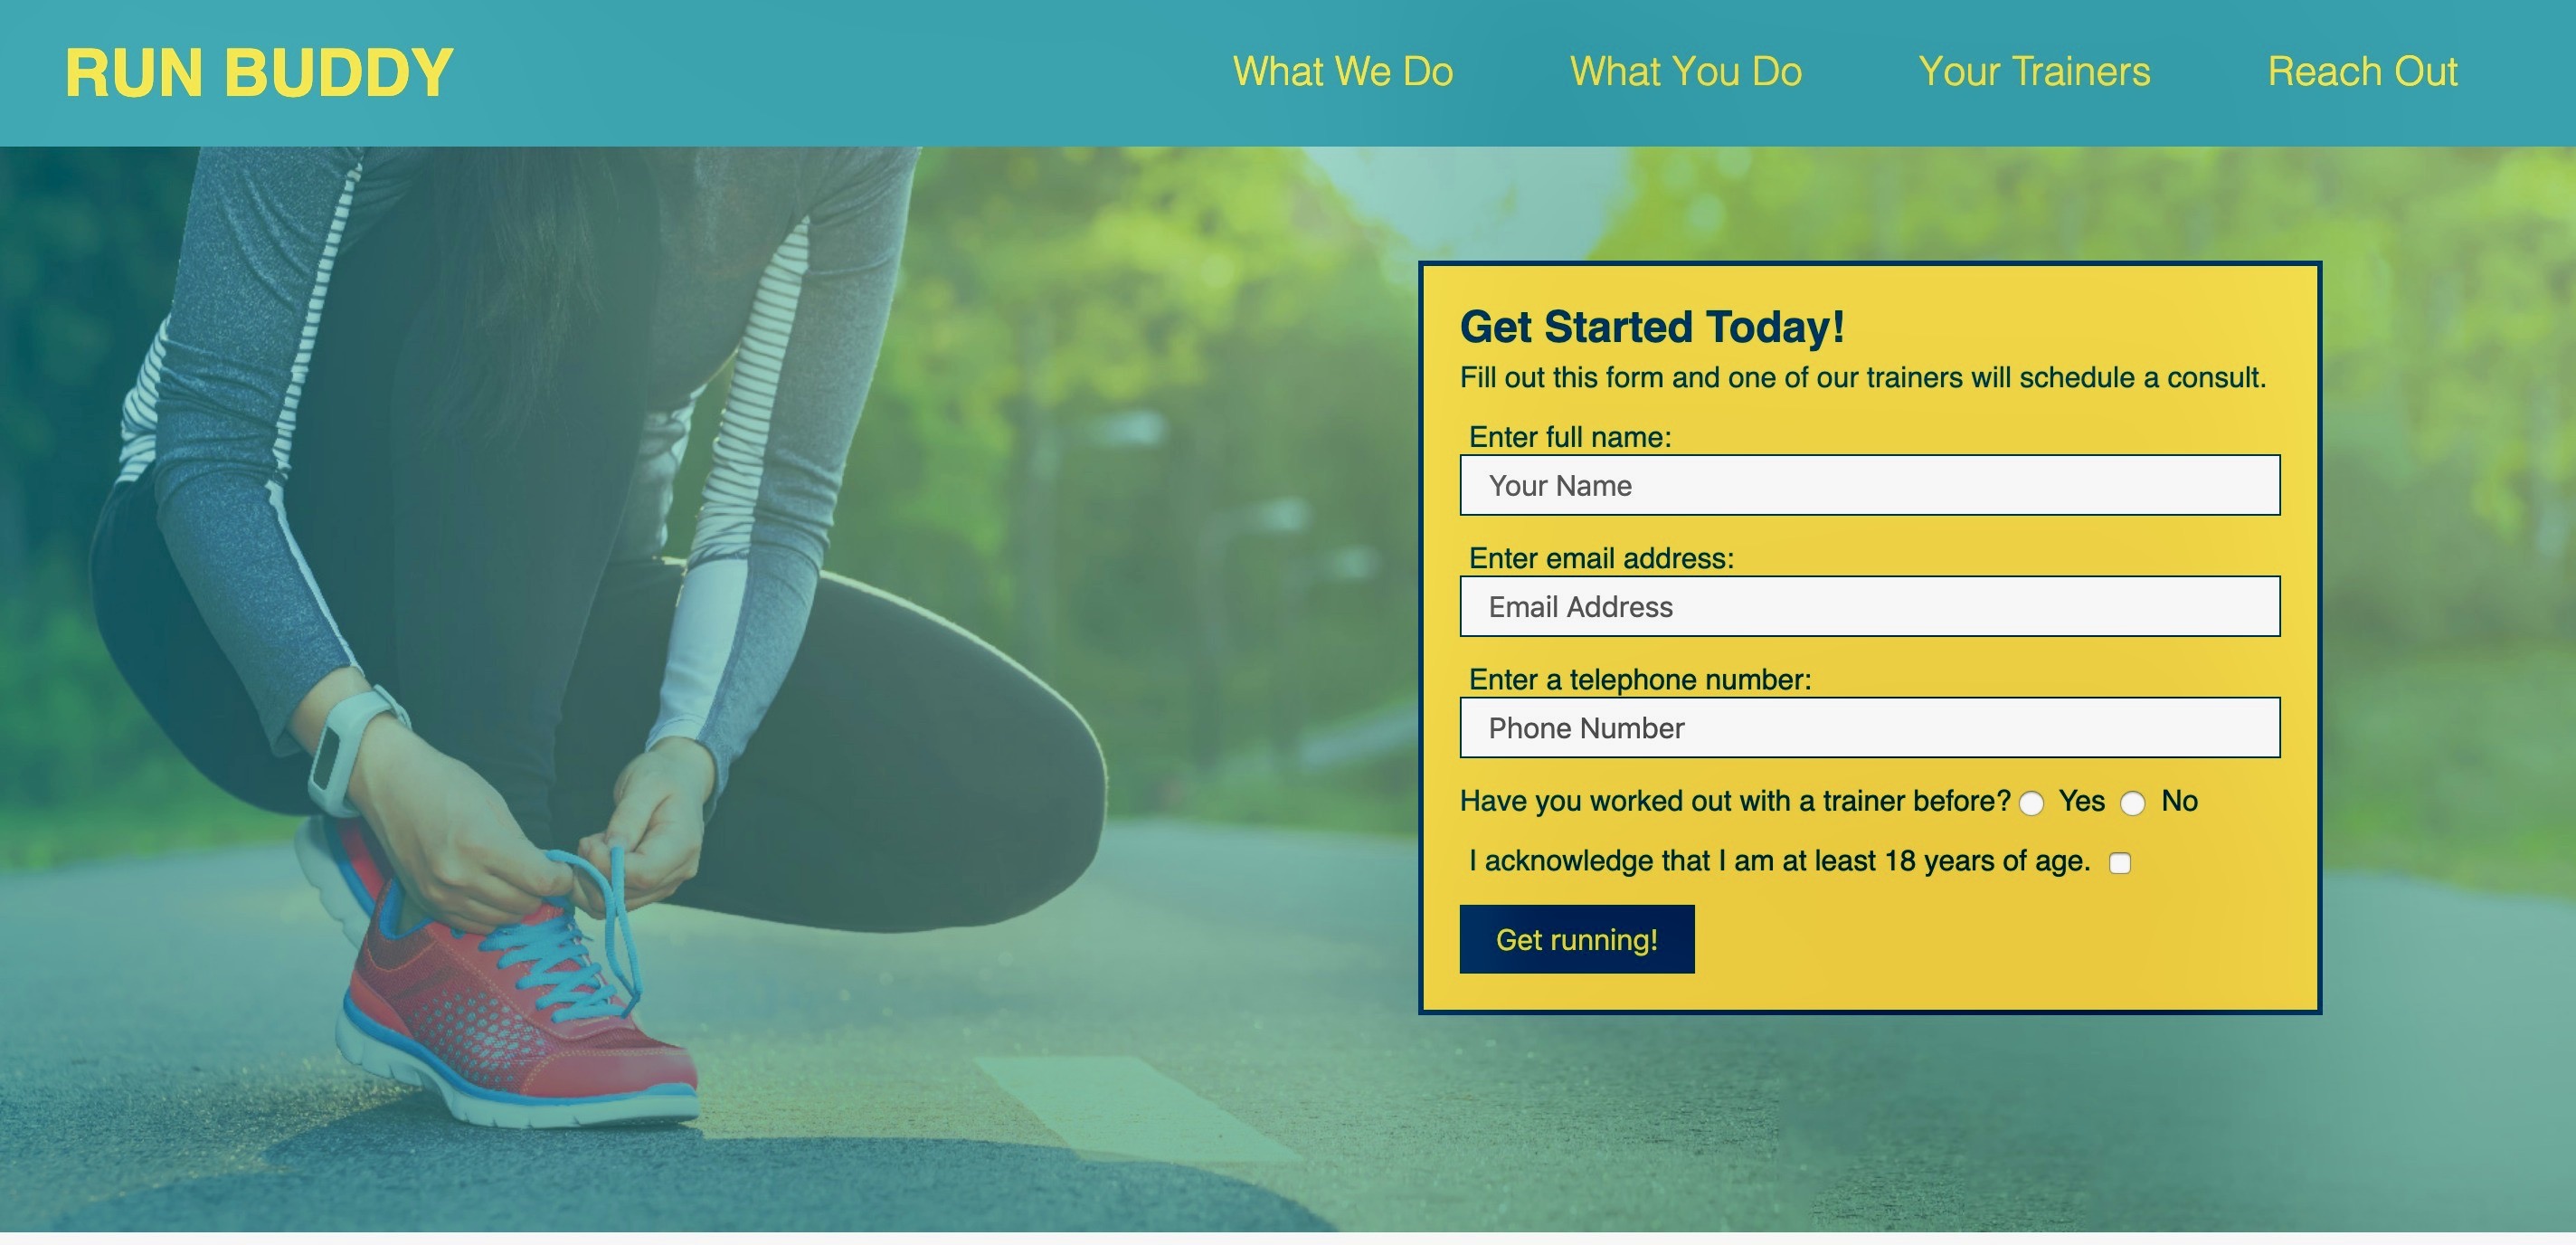 RUN BUDDY
What We Do
What You Do
Your Trainers
Reach Out
Get Started Today!
Fill out this form and one of our trainers will schedule a consult.
Enter full name:
Your Name
Enter email address:
Email Address
Enter a telephone number:
Phone Number
Have you worked out with a trainer before? Yes No
I acknowledge that I am at least 18 years of age.
Get running!